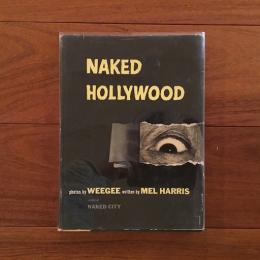 NAKED
HOLLYWOOD
photos by WEEGEE written by MEL HARRIS
NAKED CITY